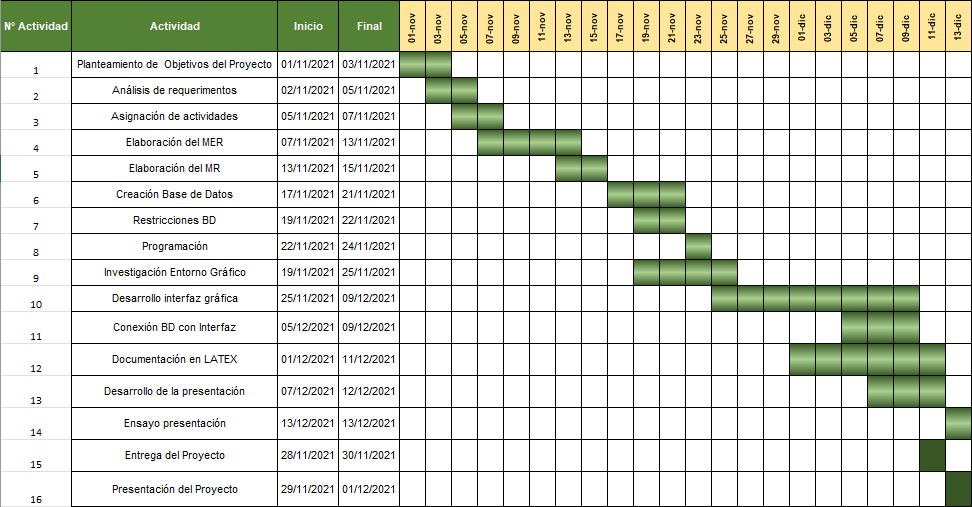 Nº Actividad Actividad Inicio Final 01-nov 03-nov 05-nov 07-nov 09-nov 11-nov 13-nov 15-nov 17-nov 19-nov 21-nov 23-nov 25-nov 27-nov 29-nov 01-dic 03-dic 05-dic 07-dic 09-dic 11-dic 13-dic
1 Planteamiento de Objetivos del Proyecto 01/11/2021 03/11/2021
2 Análisis de requerimentos 02/11/2021 05/11/2021
3 Asignación de actividades 05/11/2021 07/11/2021
4 Elaboración del MER 07/11/2021 13/11/2021
5 Elaboración del MR 13/11/2021 15/11/2021
6 Creación Base de Datos 17/11/2021 21/11/2021
7 Restricciones BD 19/11/2021 22/11/2021
8 Programación 22/11/2021 24/11/2021
9 Investigación Entorno Gráfico 19/11/2021 25/11/2021
10 Desarrollo interfaz gráfica 25/11/2021 09/12/2021
11 Conexión BD con Interfaz 05/12/2021 09/12/2021
12 Documentación en LATEX 01/12/2021 11/12/2021
13 Desarrollo de la presentación 07/12/2021 12/12/2021
14 Ensayo presentación 13/12/2021 13/12/2021
15 Entrega del Proyecto 28/11/2021 30/11/2021
16 Presentación del Proyecto 29/11/2021 01/12/2021